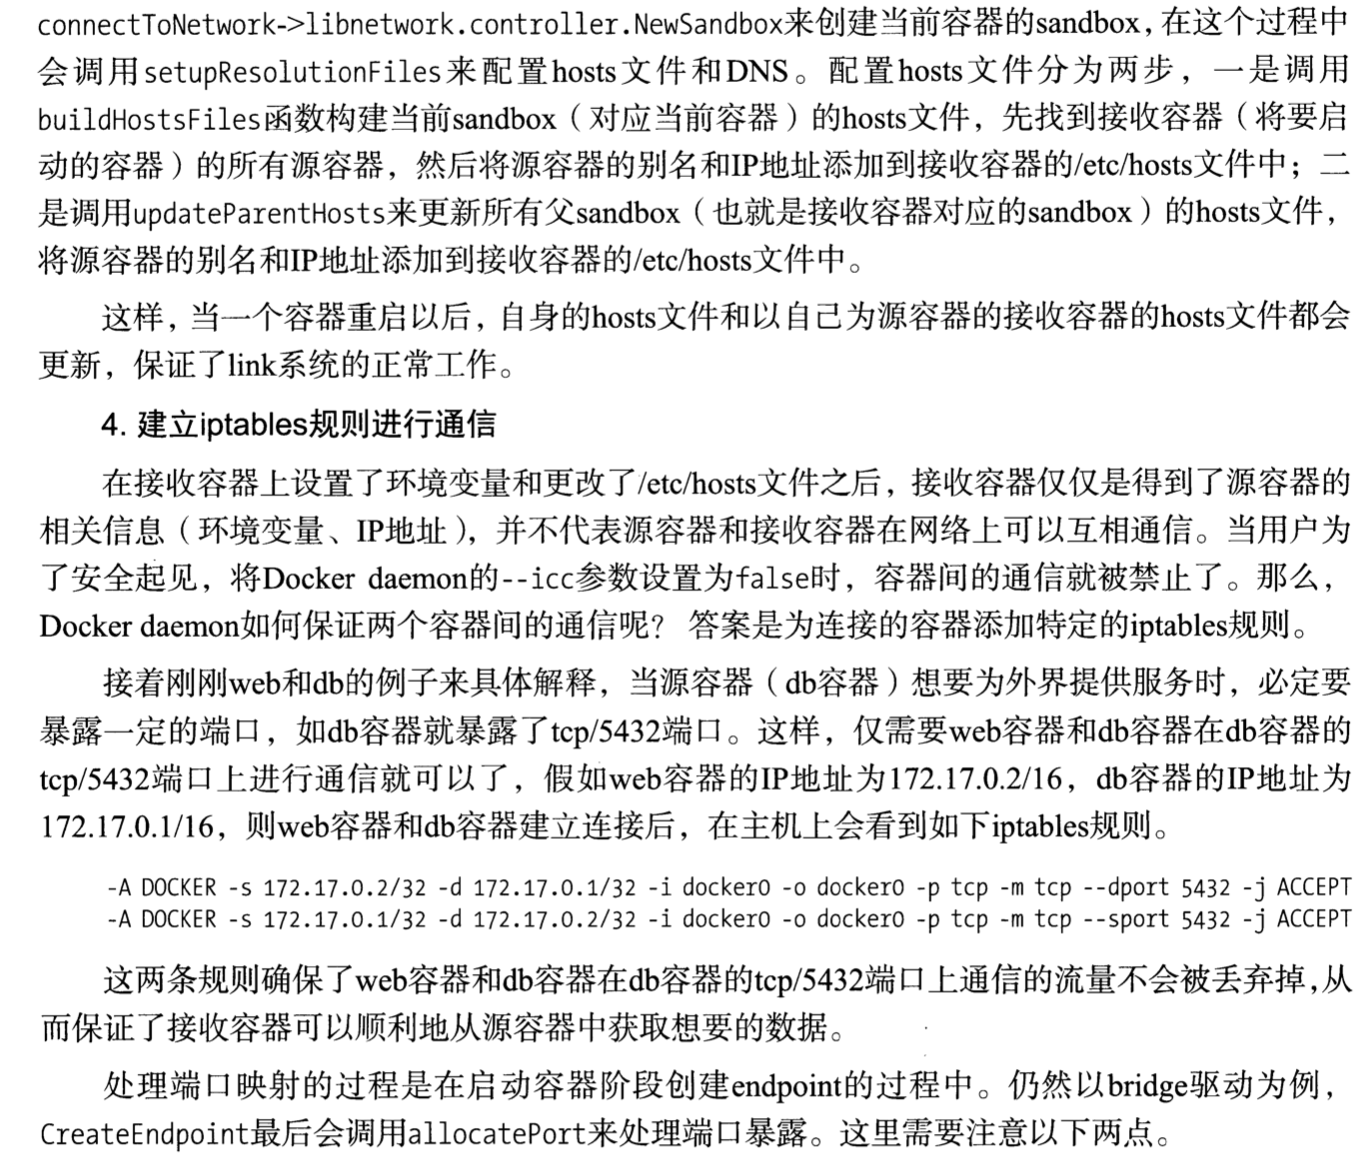 connectToNetwork->libnetwork.controller.NewSandbox来创建当前容器的sandbox,在这个过程中
会调用setupResolutionFiles来配置hosts文件和DNS。配置hosts文件分为两步，一是调用
buildHostsFiles函数构建当前sandbox（对应当前容器）的hosts文件，先找到接收容器（将要启
动的容器）的所有源容器，然后将源容器的别名和IP地址添加到接收容器的/etc/hosts文件中；二
是调用updateParentHosts来更新所有父sandbox（也就是接收容器对应的sandbox）的hosts文件，
将源容器的别名和IP地址添加到接收容器的/etc/hosts文件中。
这样，当一个容器重启以后，自身的hosts文件和以自己为源容器的接收容器的hosts文件都会
更新，保证了link系统的正常工作。
4. 建立iptables规则进行通信
在接收容器上设置了环境变量和更改了/etc/hosts文件之后，接收容器仅仅是得到了源容器的
相关信息（环境变量、IP地址），并不代表源容器和接收容器在网络上可以互相通信。当用户为
了安全起见，将Docker daemon的--icc参数设置为false时，容器间的通信就被禁止了。那么，
Docker daemon如何保证两个容器间的通信呢？ 答案是为连接的容器添加特定的iptables规则。
接着刚刚web和db的例子来具体解释，当源容器（db容器）想要为外界提供服务时，必定要
暴露一定的端口，如db容器就暴露了tcp/5432端口。这样，仅需要web容器和db容器在db容器的
tcp/5432端口上进行通信就可以了，假如web容器的IP地址为172.17.0.2/16，db容器的IP地址为
172.17.0.1/16，则web容器和db容器建立连接后，在主机上会看到如下iptables规则。
-A DOCKER -s 172.17.0.2/32 -d 172.17.0.1/32 -i docker0 -o docker0 -p tcp -m tcp --dport 5432 -j ACCEPT
-A DOCKER -s 172.17.0.1/32 -d 172.17.0.2/32 -i docker0 -o docker0 -p tcp -m tcp --sport 5432 -j ACCEPT
这两条规则确保了web容器和db容器在db容器的tcp/5432端口上通信的流量不会被丢弃掉,从
而保证了接收容器可以顺利地从源容器中获取想要的数据。
处理端口映射的过程是在启动容器阶段创建endpoint的过程中。仍然以bridge驱动为例，
CreateEndpoint最后会调用allocatePort来处理端口暴露。这里需要注意以下两点。